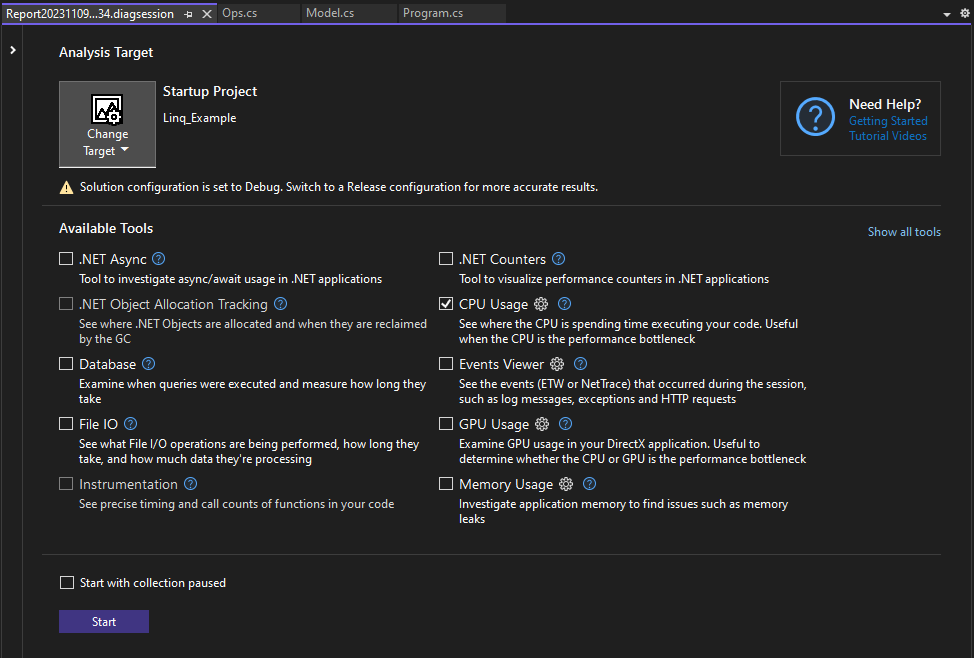 Report20231109...34.diagsession
Ops.cs
Model.cs
Program.cs
Analysis Target
Change
Target
Startup Project
Linq_Example
Need Help?
Getting Started
Tutorial Videos
Solution configuration is set to Debug. Switch to a Release configuration for more accurate results.
Available Tools
Show all tools
.NET Async
Tool to investigate async/await usage in .NET applications
.NET Counters
Tool to visualize performance counters in .NET applications
.NET Object Allocation Tracking
See where .NET Objects are allocated and when they are reclaimed
by the GC
CPU Usage
See where the CPU is spending time executing your code. Useful
when the CPU is the performance bottleneck
Database
Examine when queries were executed and measure how long they
take
Events Viewer
See the events (ETW or NetTrace) that occurred during the session,
such as log messages, exceptions and HTTP requests
File IO
See what File I/O operations are being performed, how long they
take, and how much data they're processing
GPU Usage
Examine GPU usage in your DirectX application. Useful to
determine whether the CPU or GPU is the performance bottleneck
Instrumentation
See precise timing and call counts of functions in your code
Memory Usage
Investigate application memory to find issues such as memory
leaks
Start with collection paused
Start